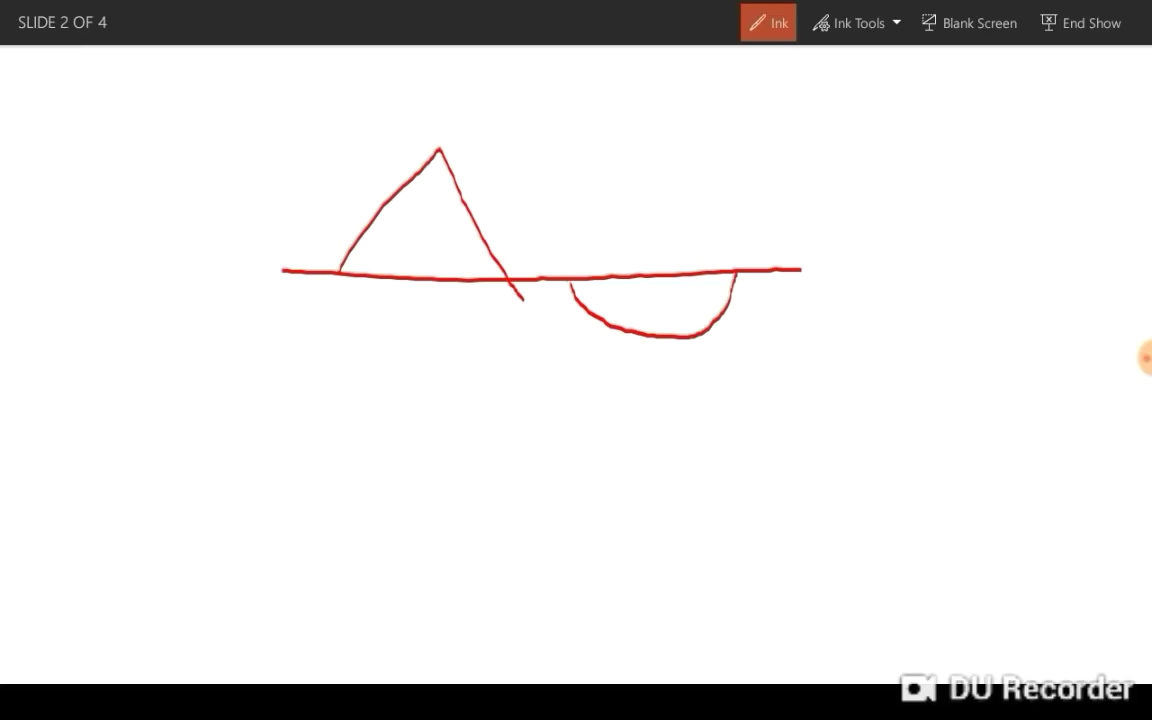 SLIDE 2 OF 4
Ink
Ink Tools
Blank Screen
End Show
DU Recorder